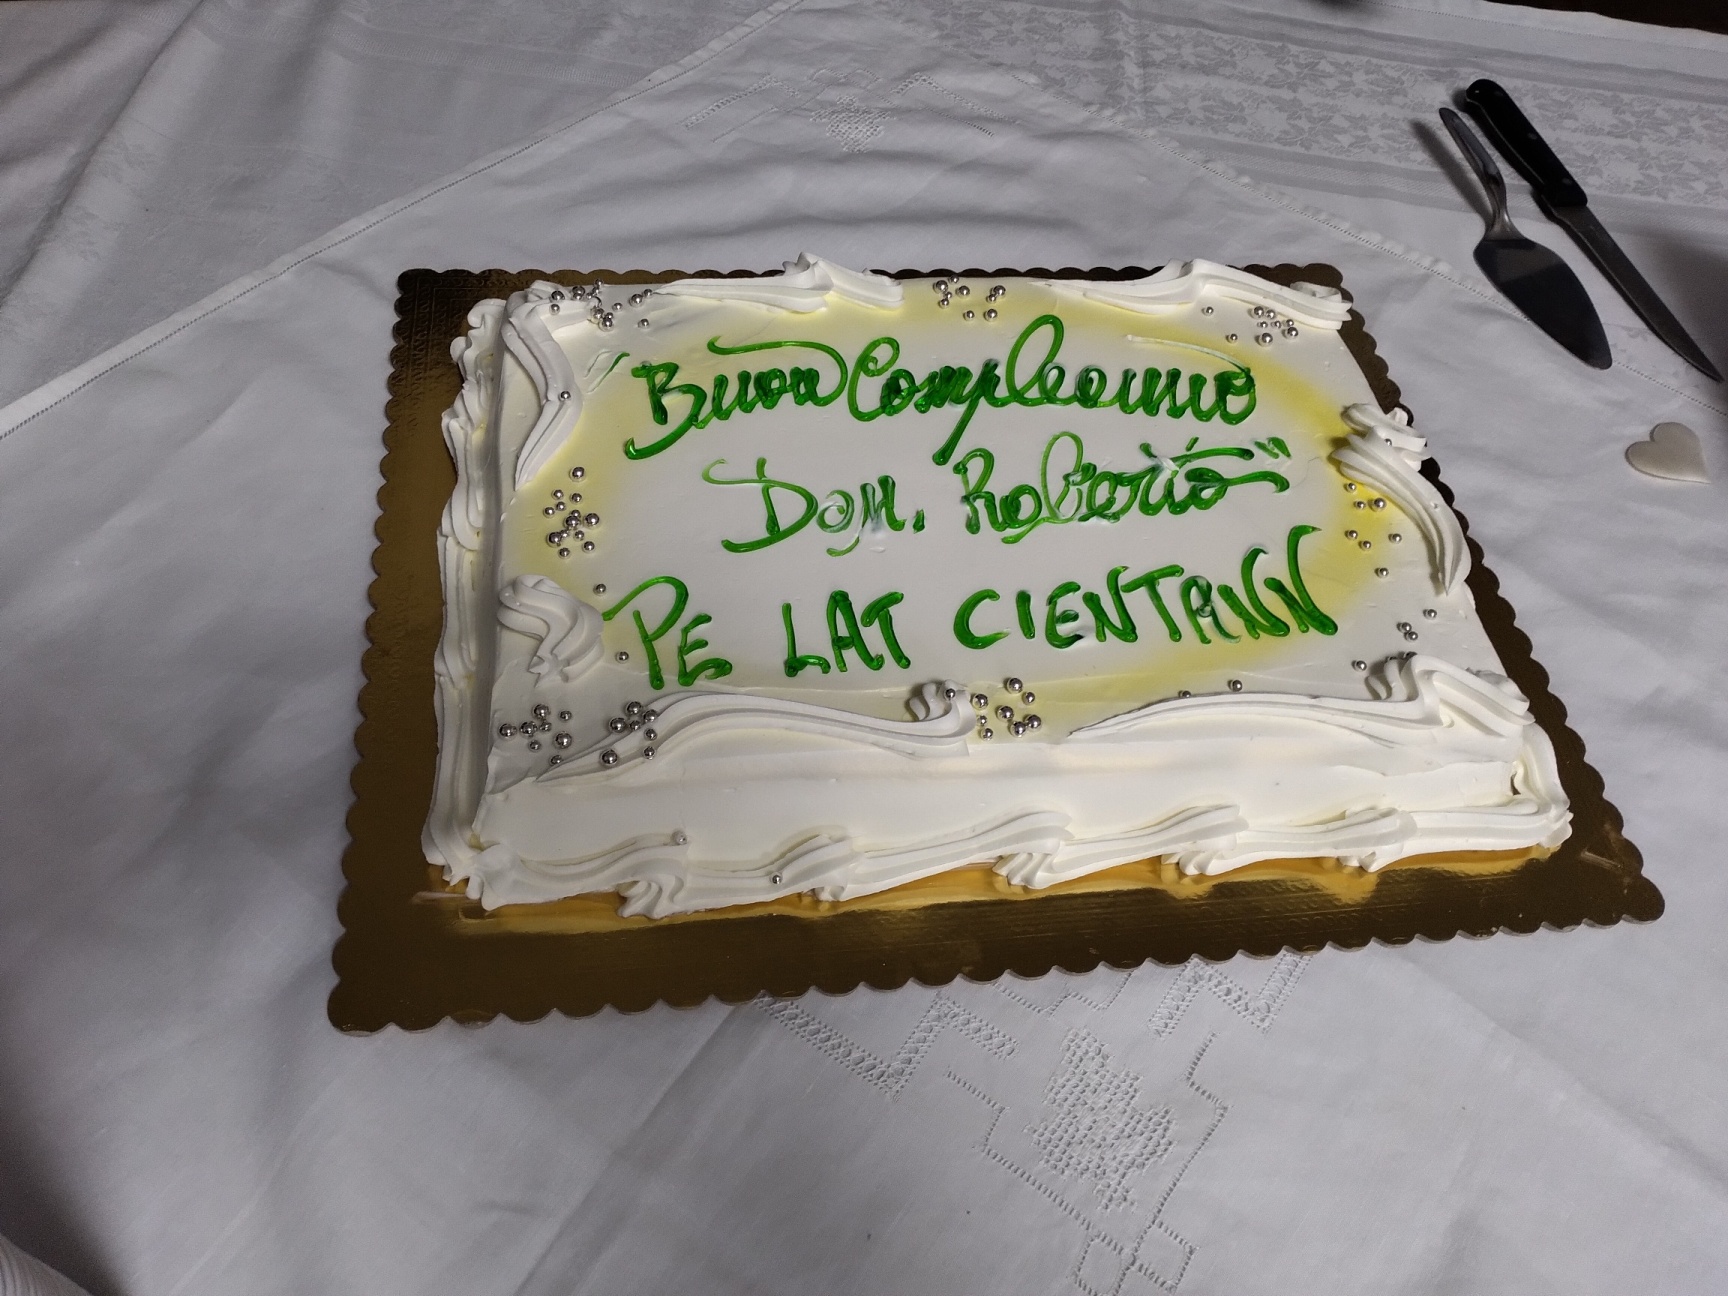 "Buon Compleanno
Dom. Roberto"
PE LAT CIENTANN